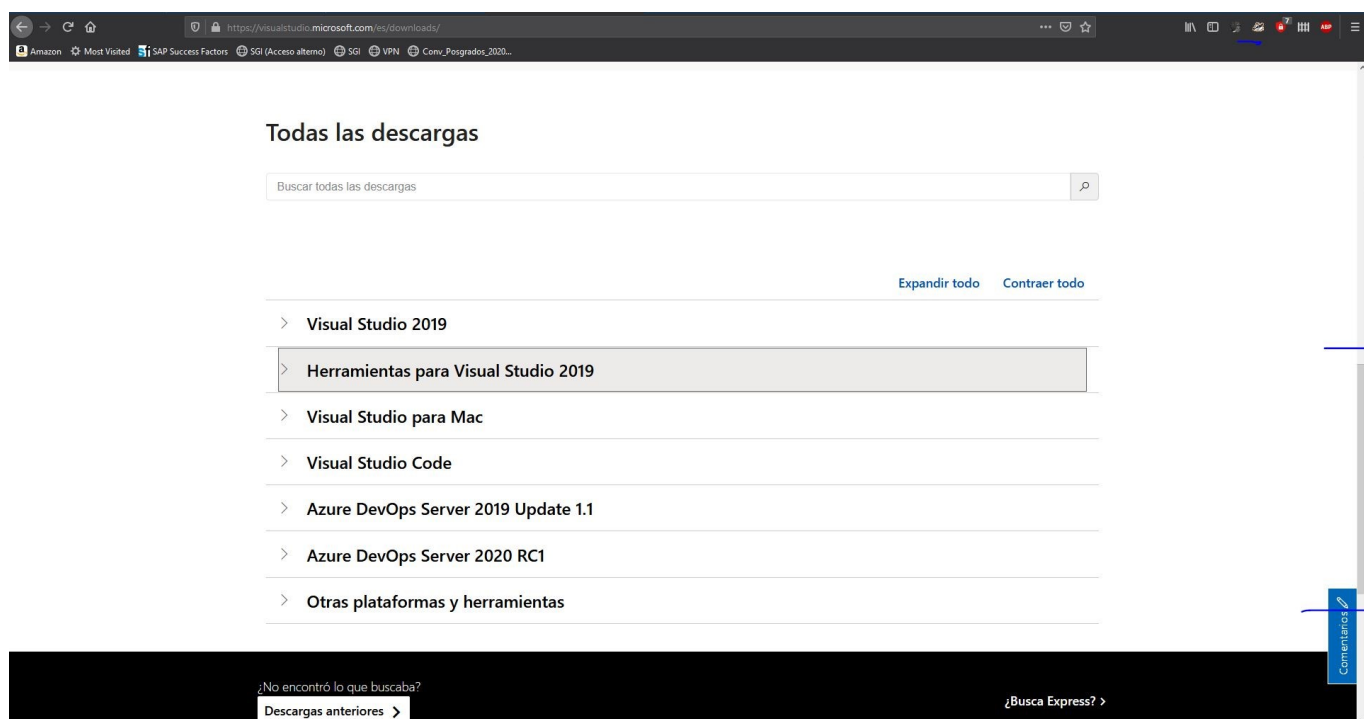 https://visualstudio.microsoft.com/es/downloads/
7
ABP
Amazon Most Visited SAP Success Factors SGI (Acceso alterno) SGI VPN Conv_Posgrados_2020...
Todas las descargas
Buscar todas las descargas
Expandir todo Contraer todo
Visual Studio 2019
Herramientas para Visual Studio 2019
Visual Studio para Mac
Visual Studio Code
Azure DevOps Server 2019 Update 1.1
Azure DevOps Server 2020 RC1
Otras plataformas y herramientas
Comentarios
¿No encontró lo que buscaba?
Descargas anteriores
¿Busca Express?